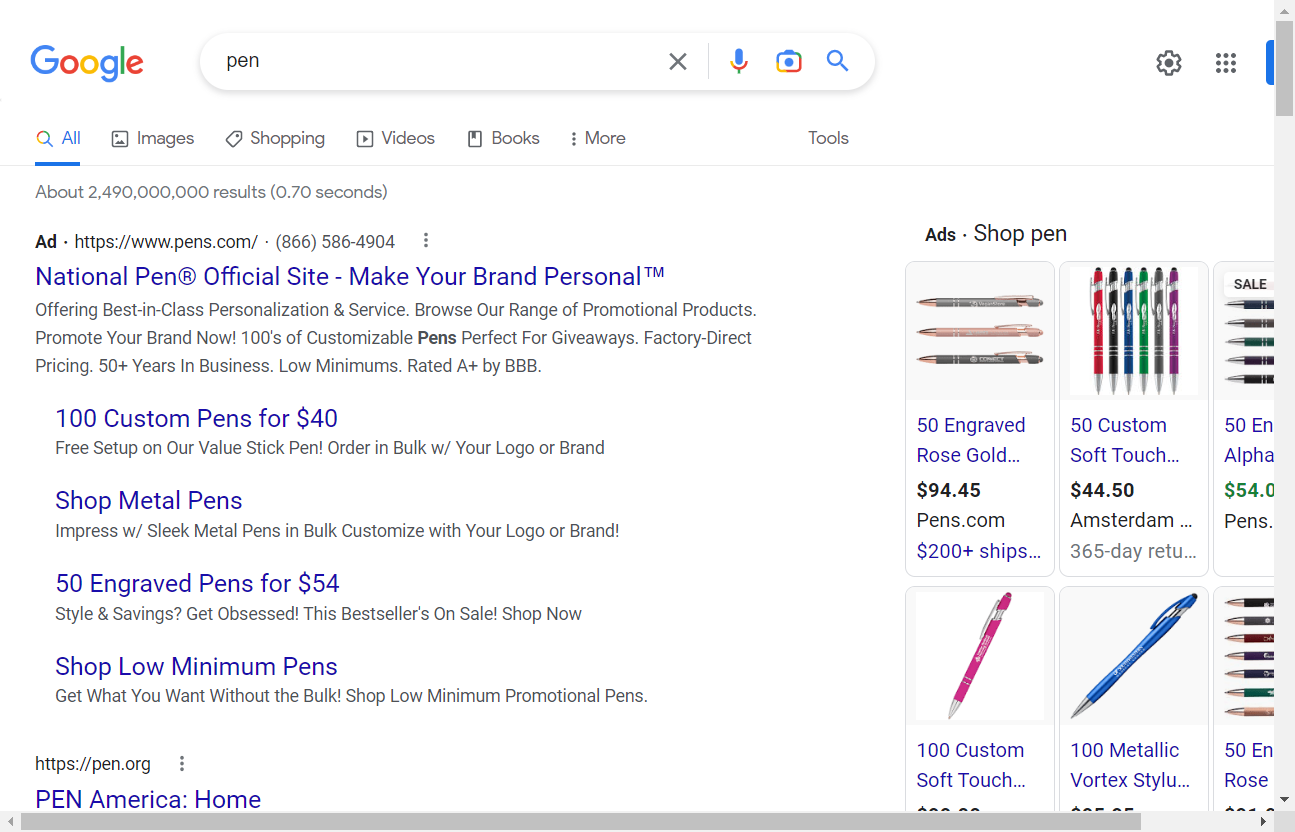 Google
pen
All
Images
Shopping
Videos
Books
More
Tools
About 2,490,000,000 results (0.70 seconds)
Ad · https://www.pens.com/ · (866) 586-4904
National Pen® Official Site - Make Your Brand Personal™
Offering Best-in-Class Personalization & Service. Browse Our Range of Promotional Products.
Promote Your Brand Now! 100's of Customizable Pens Perfect For Giveaways. Factory-Direct
Pricing. 50+ Years In Business. Low Minimums. Rated A+ by BBB.
100 Custom Pens for $40
Free Setup on Our Value Stick Pen! Order in Bulk w/ Your Logo or Brand
Shop Metal Pens
Impress w/ Sleek Metal Pens in Bulk Customize with Your Logo or Brand!
50 Engraved Pens for $54
Style & Savings? Get Obsessed! This Bestseller's On Sale! Shop Now
Shop Low Minimum Pens
Get What You Want Without the Bulk! Shop Low Minimum Promotional Pens.
https://pen.org
PEN America: Home
Ads · Shop pen
50 Engraved
Rose Gold...
$94.45
Pens.com
$200+ ships...
50 Custom
Soft Touch...
$44.50
Amsterdam ...
365-day retu...
SALE
50 En
Alpha
$54.0
Pens.
100 Custom
Soft Touch...
100 Metallic
Vortex Stylu...
50 En
Rose